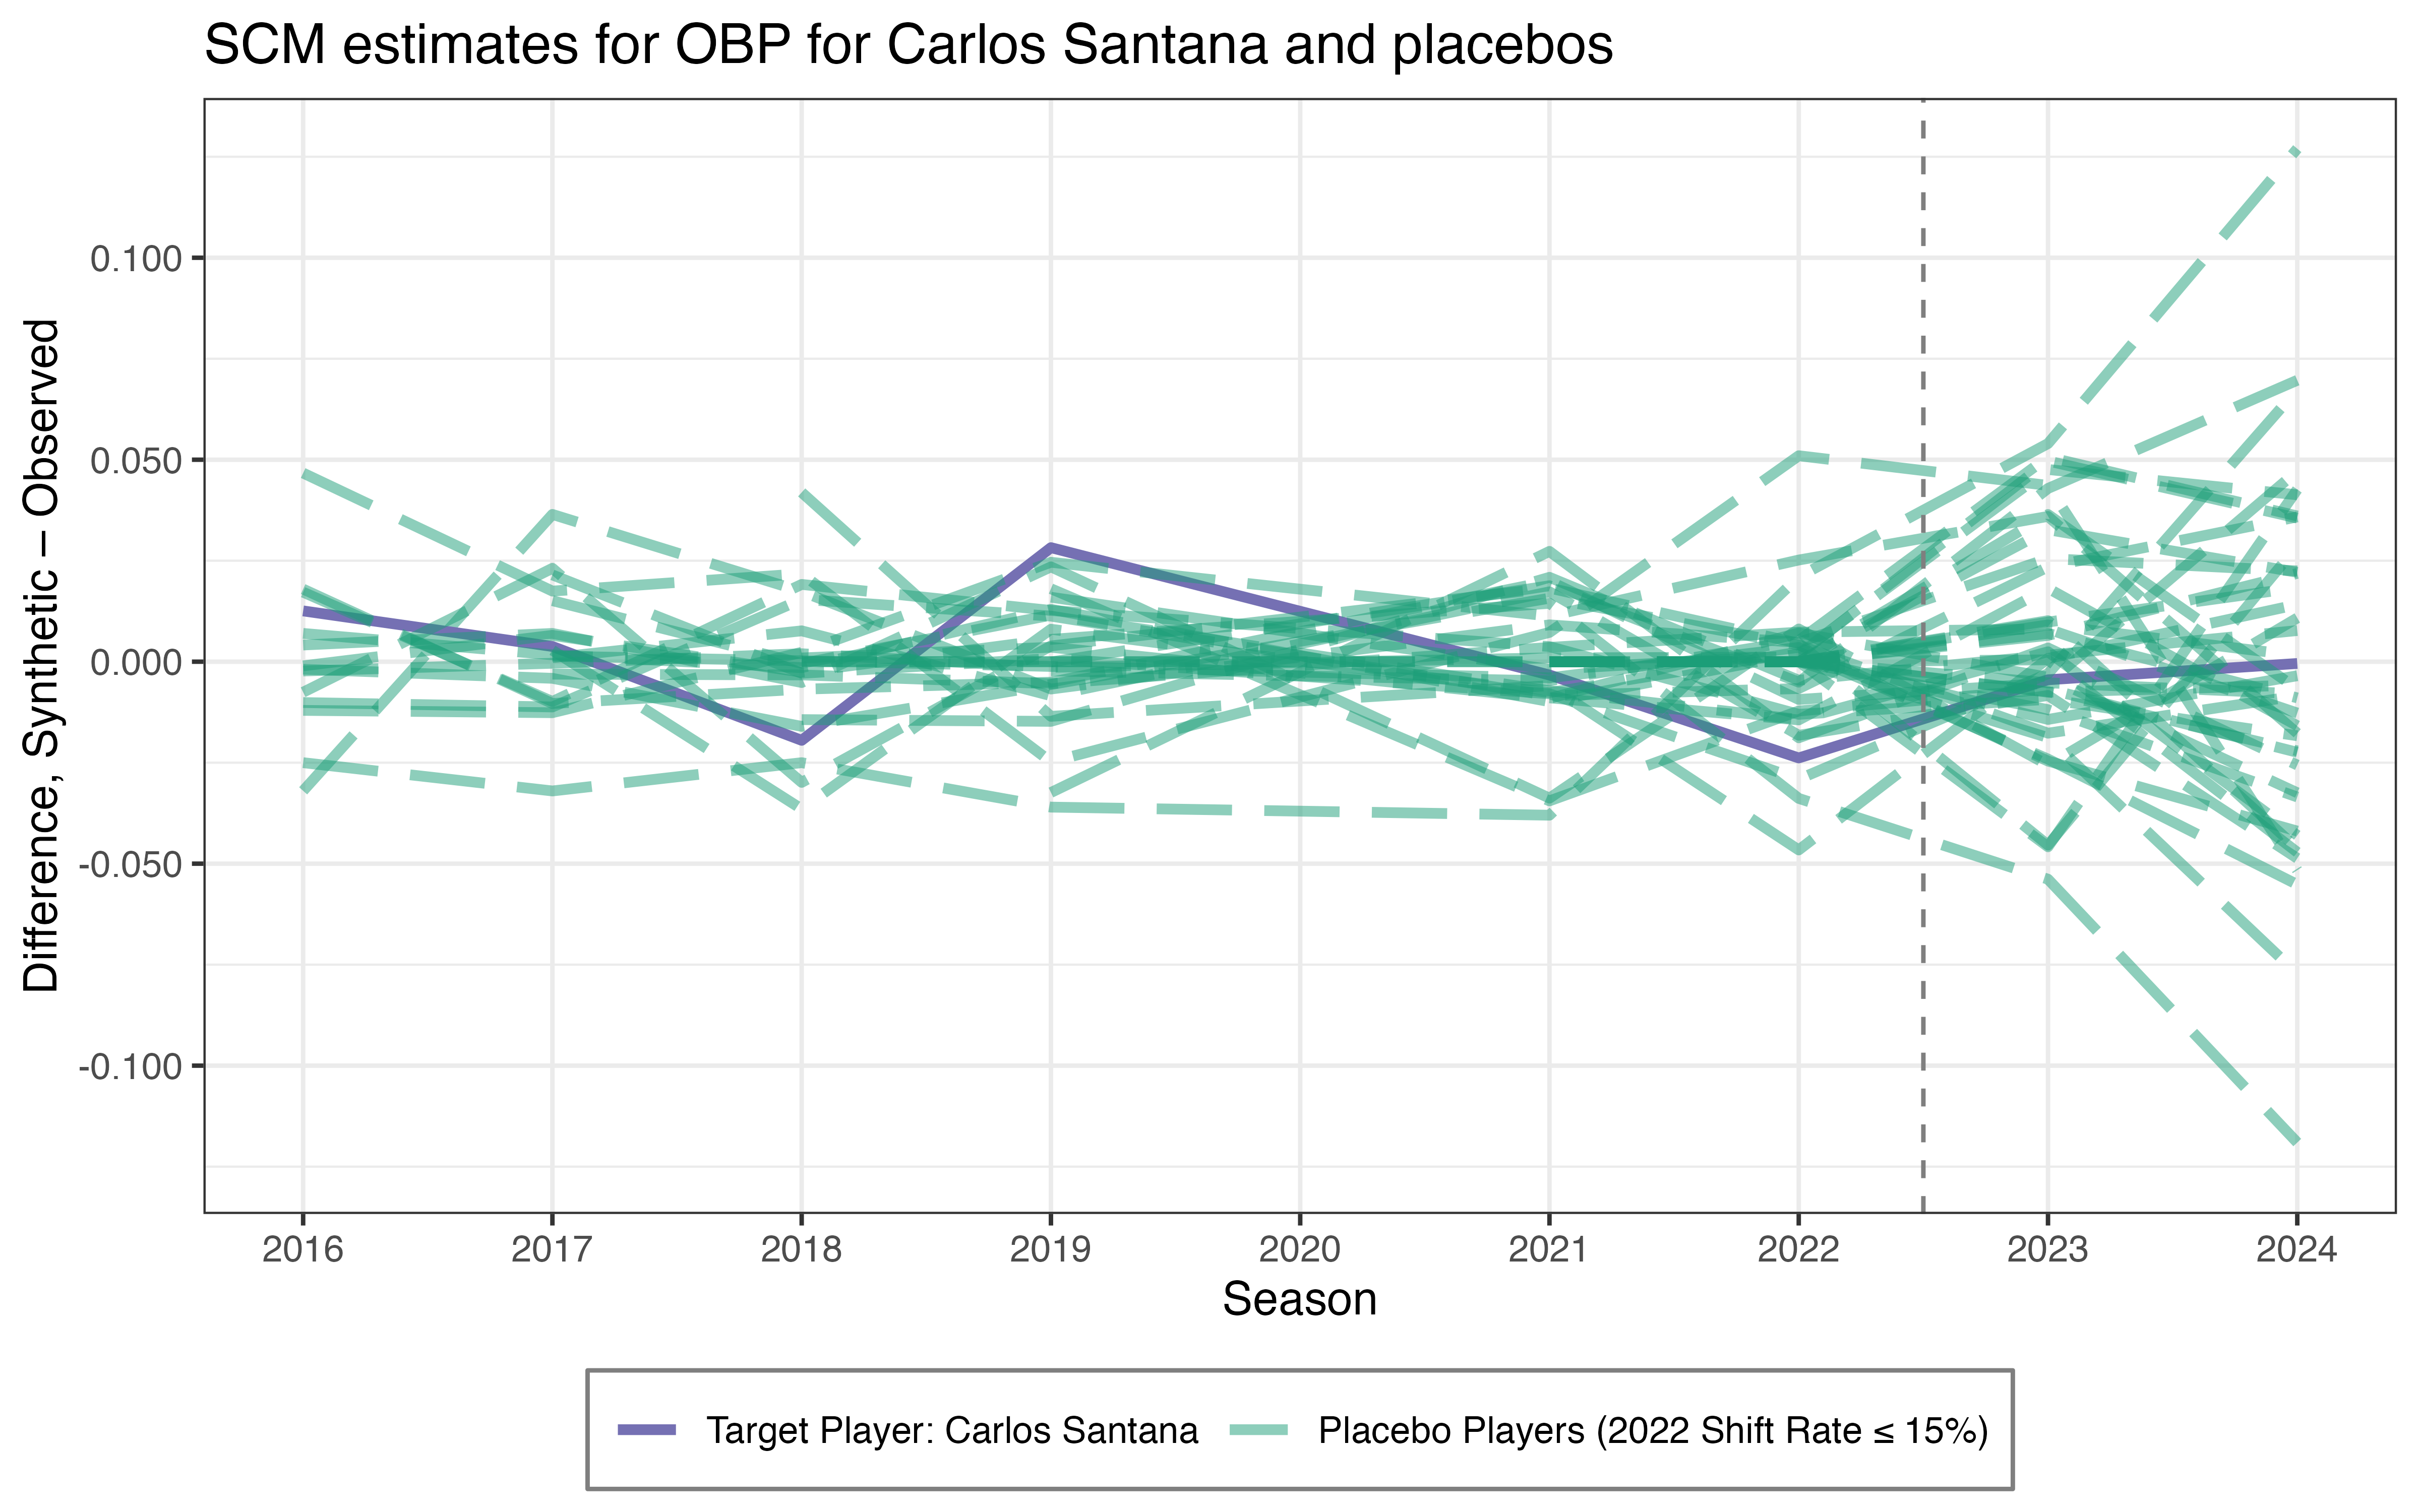 SCM estimates for OBP for Carlos Santana and placebos
Difference, Synthetic – Observed
0.100
0.050
0.000
-0.050
-0.100
2016 2017 2018 2019 2020 2021 2022 2023 2024
Season
Target Player: Carlos Santana Placebo Players (2022 Shift Rate ≤ 15%)